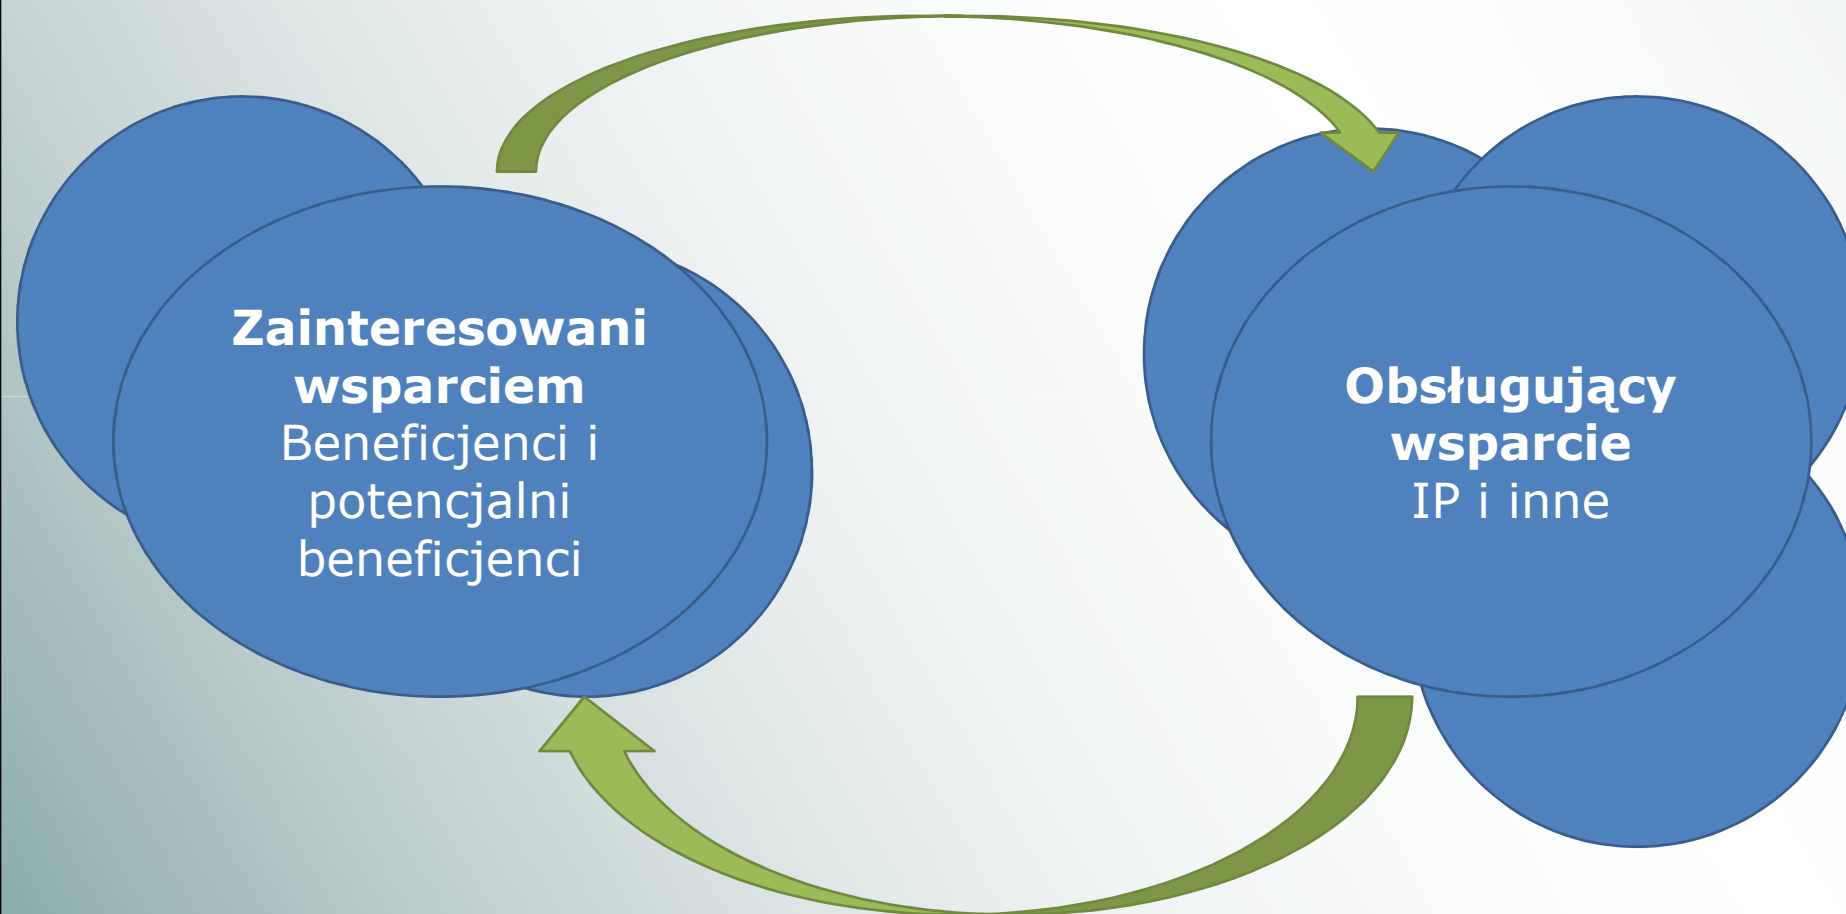 Zainteresowani
wsparciem
Beneficjenci i
potencjalni
beneficjenci
Obsługujący
wsparcie
IP i inne